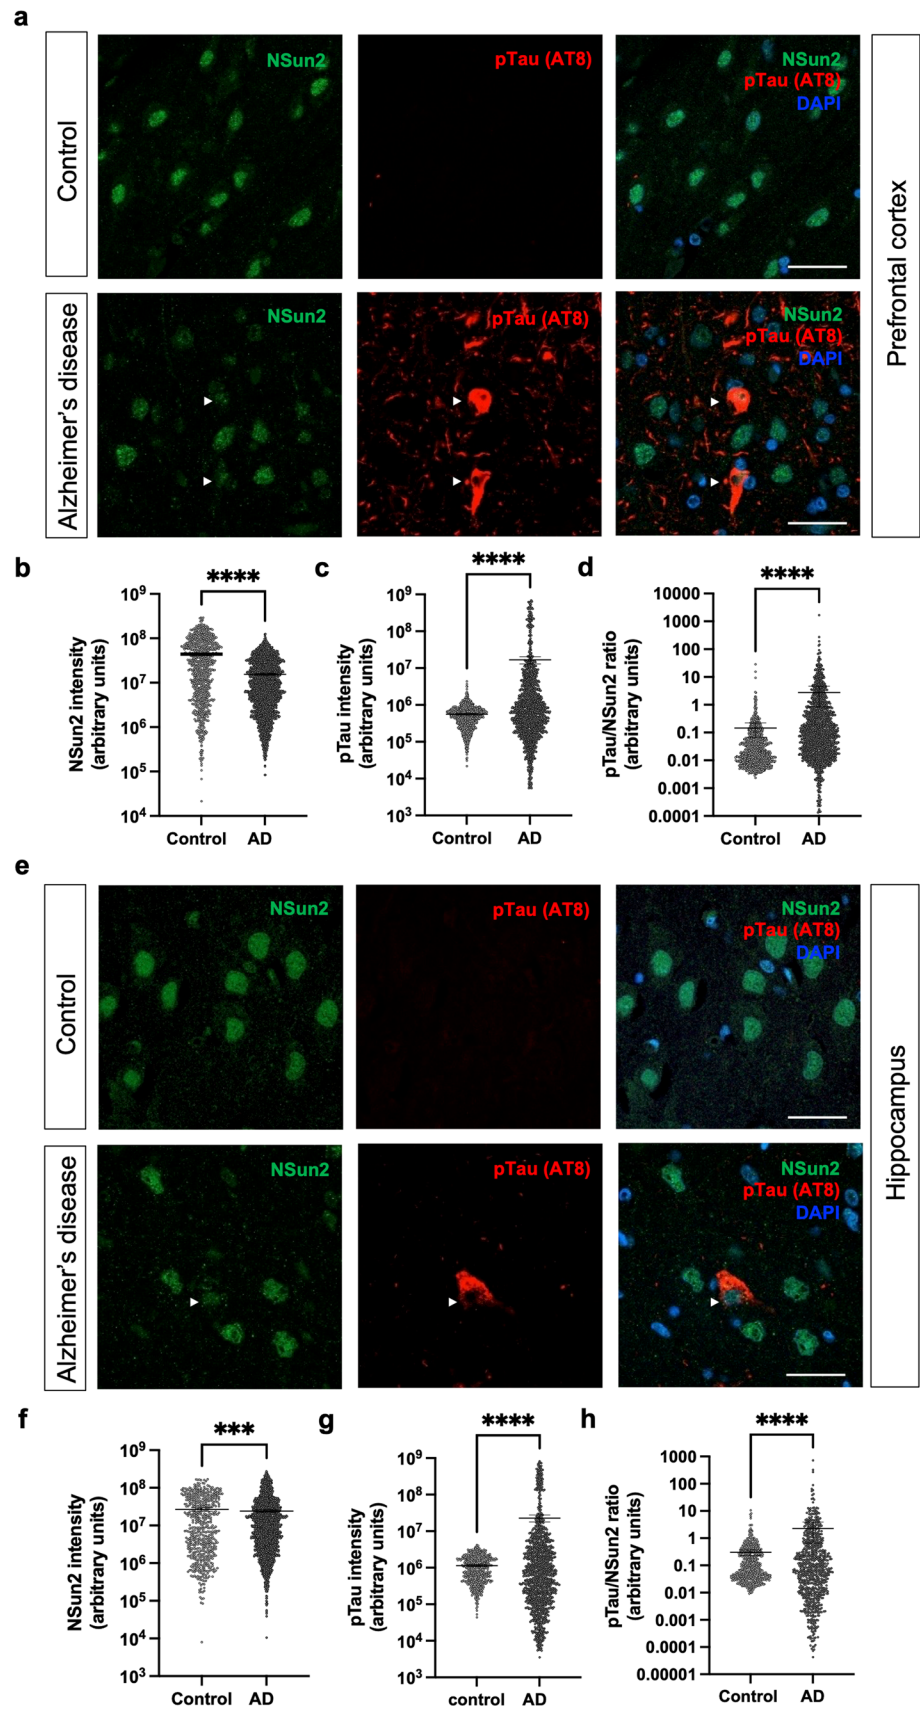 a
Control
NSun2
pTau (AT8)
NSun2
pTau (AT8)
DAPI
Prefrontal cortex
Alzheimer's disease
NSun2
pTau (AT8)
NSun2
pTau (AT8)
DAPI
b
****
NSun2 intensity
(arbitrary units)
10⁹
10⁸
10⁷
10⁶
10⁵
10⁴
Control AD
c
****
pTau intensity
(arbitrary units)
10⁹
10⁸
10⁷
10⁶
10⁵
10⁴
10³
Control AD
d
****
pTau/NSun2 ratio
(arbitrary units)
10000
1000
100
10
1
0.1
0.01
0.001
0.0001
Control AD
e
Control
NSun2
pTau (AT8)
NSun2
pTau (AT8)
DAPI
Hippocampus
Alzheimer's disease
NSun2
pTau (AT8)
NSun2
pTau (AT8)
DAPI
f
***
NSun2 intensity
(arbitrary units)
10⁹
10⁸
10⁷
10⁶
10⁵
10⁴
10³
Control AD
g
****
pTau intensity
(arbitrary units)
10⁹
10⁸
10⁷
10⁶
10⁵
10⁴
10³
control AD
h
****
pTau/NSun2 ratio
(arbitrary units)
1000
100
10
1
0.1
0.01
0.001
0.0001
0.00001
Control AD